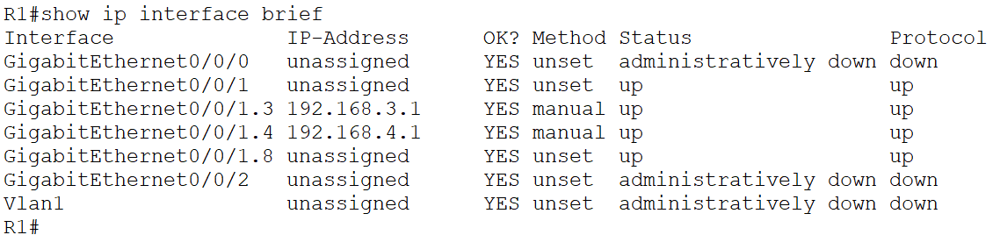 R1#show ip interface brief
Interface              IP-Address      OK? Method Status                Protocol
GigabitEthernet0/0/0   unassigned      YES unset  administratively down down
GigabitEthernet0/0/1   unassigned      YES unset  up                    up
GigabitEthernet0/0/1.3 192.168.3.1     YES manual up                    up
GigabitEthernet0/0/1.4 192.168.4.1     YES manual up                    up
GigabitEthernet0/0/1.8 unassigned      YES unset  up                    up
GigabitEthernet0/0/2   unassigned      YES unset  administratively down down
Vlan1                  unassigned      YES unset  administratively down down
R1#